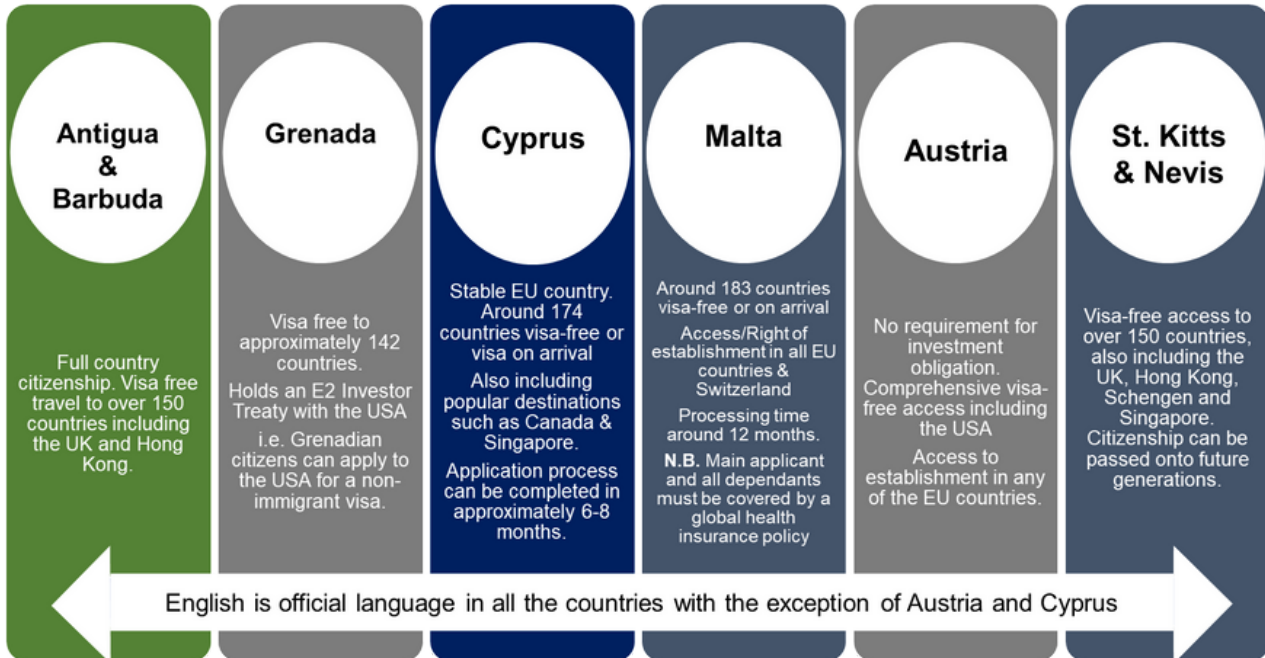 Antigua
&
Barbuda
Full country
citizenship. Visa free
travel to over 150
countries including
the UK and Hong
Kong.
Grenada
Visa free to
approximately 142
countries.
Holds an E2 Investor
Treaty with the USA
i.e. Grenadian
citizens can apply to
the USA for a non-
immigrant visa.
Cyprus
Stable EU country.
Around 174
countries visa-free or
visa on arrival
Also including
popular destinations
such as Canada &
Singapore.
Application process
can be completed in
approximately 6-8
months.
Malta
Around 183 countries
visa-free or on arrival
Access/Right of
establishment in all EU
countries &
Switzerland
Processing time
around 12 months.
N.B. Main applicant
and all dependants
must be covered by a
global health
insurance policy
Austria
No requirement for
investment
obligation.
Comprehensive visa-
free access including
the USA
Access to
establishment in any
of the EU countries.
St. Kitts
& Nevis
Visa-free access to
over 150 countries,
also including the
UK, Hong Kong,
Schengen and
Singapore.
Citizenship can be
passed onto future
generations.
English is official language in all the countries with the exception of Austria and Cyprus